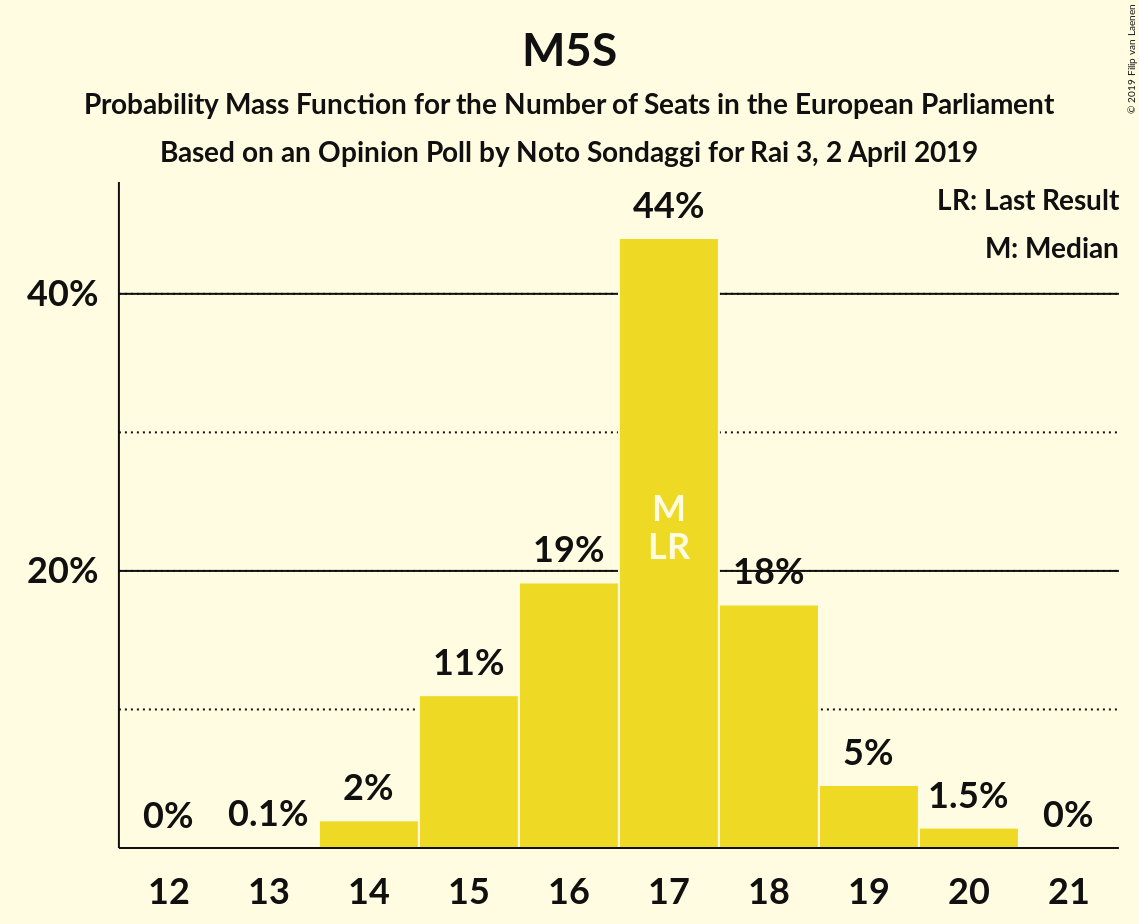 M5S
Probability Mass Function for the Number of Seats in the European Parliament
Based on an Opinion Poll by Noto Sondaggi for Rai 3, 2 April 2019
© 2019 Filip van Laenen
LR: Last Result
M: Median
44%
40%
M
19%
LR
20%
18%
11%
5%
2%
1.5%
0%
0.1%
0%
12 13 14 15 16 17 18 19 20 21